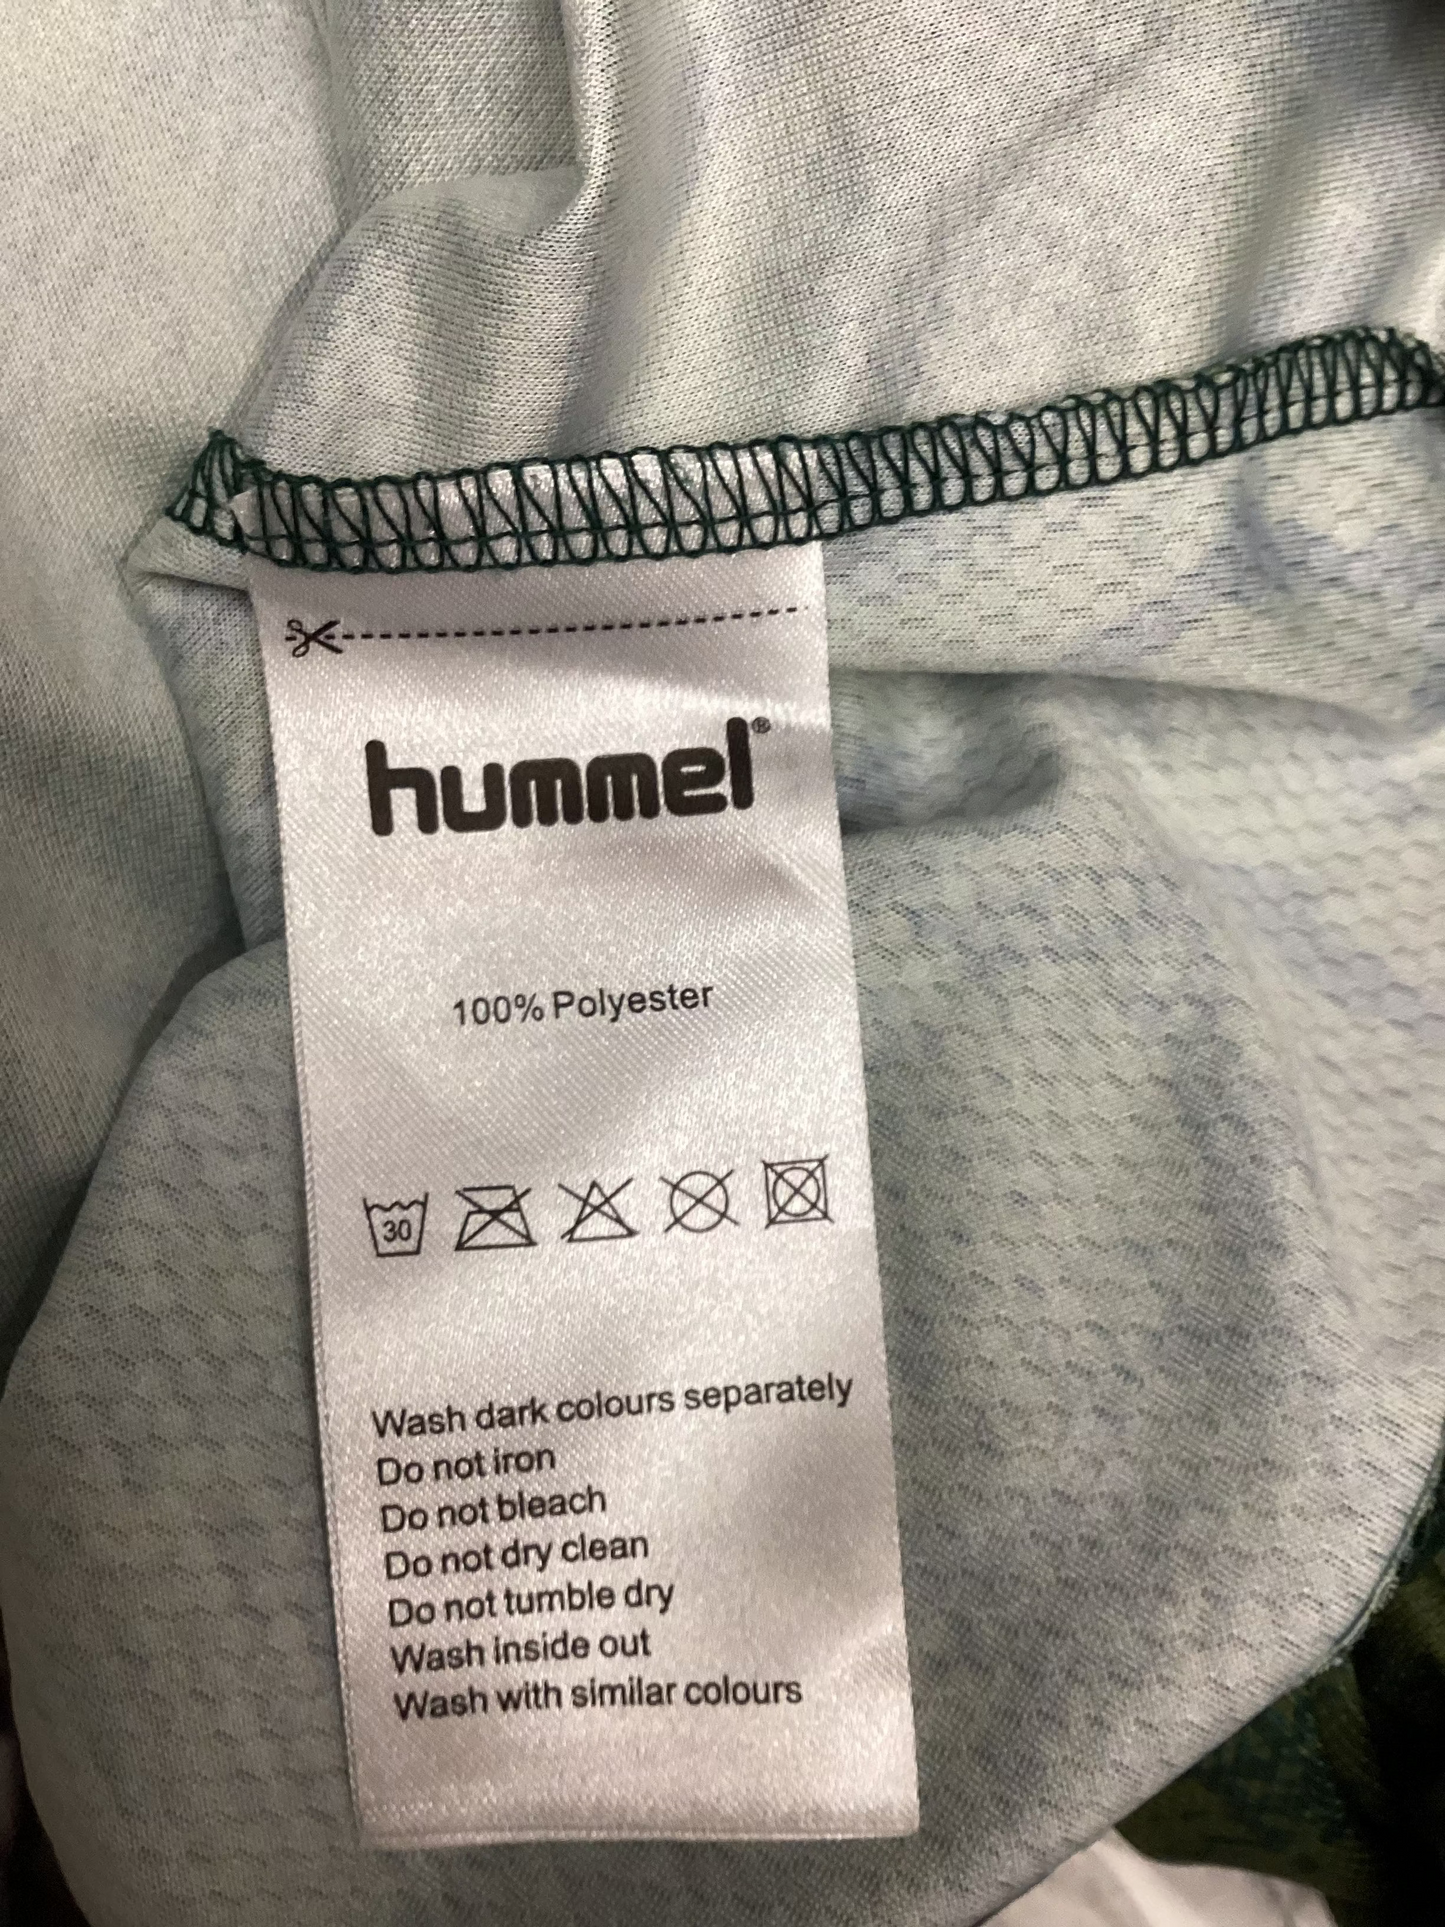 hummel®
100% Polyester
30
Wash dark colours separately
Do not iron
Do not bleach
Do not dry clean
Do not tumble dry
Wash inside out
Wash with similar colours